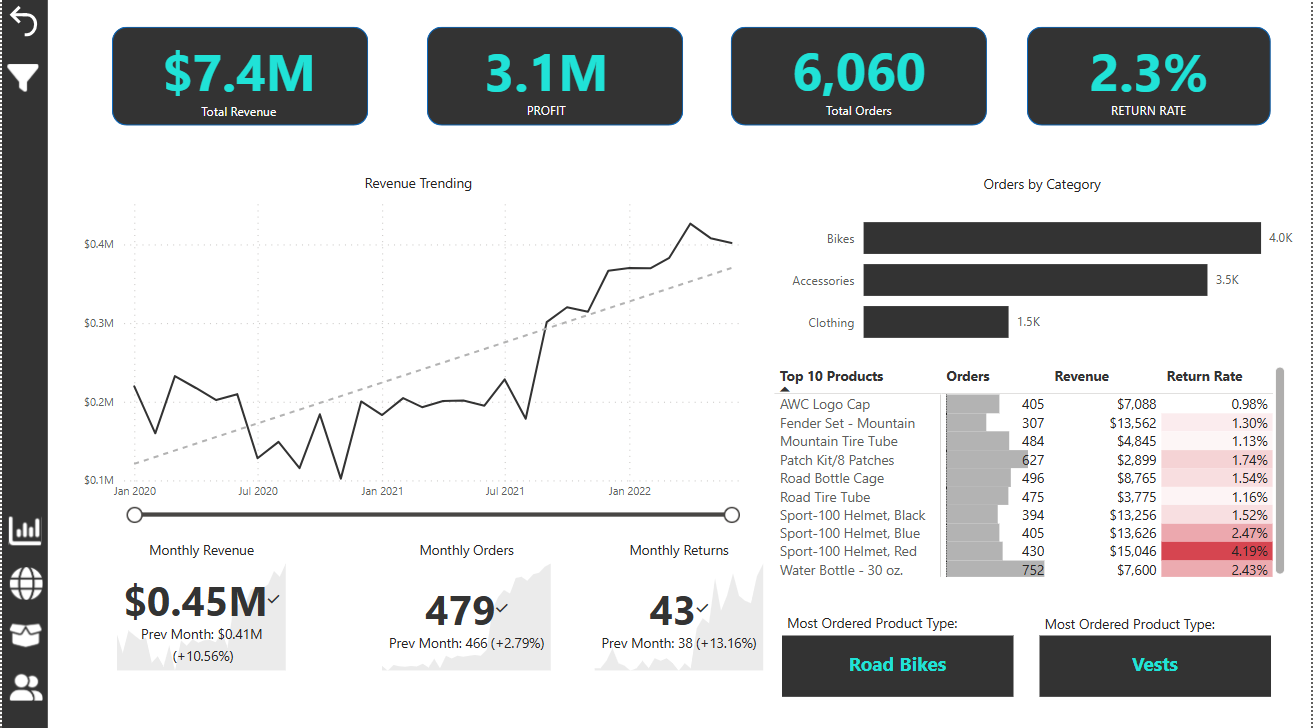 $7.4M
Total Revenue
3.1M
PROFIT
6,060
Total Orders
2.3%
RETURN RATE
Revenue Trending
$0.4M
$0.3M
$0.2M
$0.1M
Jan 2020 Jul 2020 Jan 2021 Jul 2021 Jan 2022
Orders by Category
Bikes 4.0K
Accessories 3.5K
Clothing 1.5K
Top 10 Products Orders Revenue Return Rate
AWC Logo Cap 405 $7,088 0.98%
Fender Set - Mountain 307 $13,562 1.30%
Mountain Tire Tube 484 $4,845 1.13%
Patch Kit/8 Patches 627 $2,899 1.74%
Road Bottle Cage 496 $8,765 1.54%
Road Tire Tube 475 $3,775 1.16%
Sport-100 Helmet, Black 394 $13,256 1.52%
Sport-100 Helmet, Blue 405 $13,626 2.47%
Sport-100 Helmet, Red 430 $15,046 4.19%
Water Bottle - 30 oz. 752 $7,600 2.43%
Monthly Revenue
$0.45M
Prev Month: $0.41M
(+10.56%)
Monthly Orders
479
Prev Month: 466 (+2.79%)
Monthly Returns
43
Prev Month: 38 (+13.16%)
Most Ordered Product Type:
Road Bikes
Most Ordered Product Type:
Vests